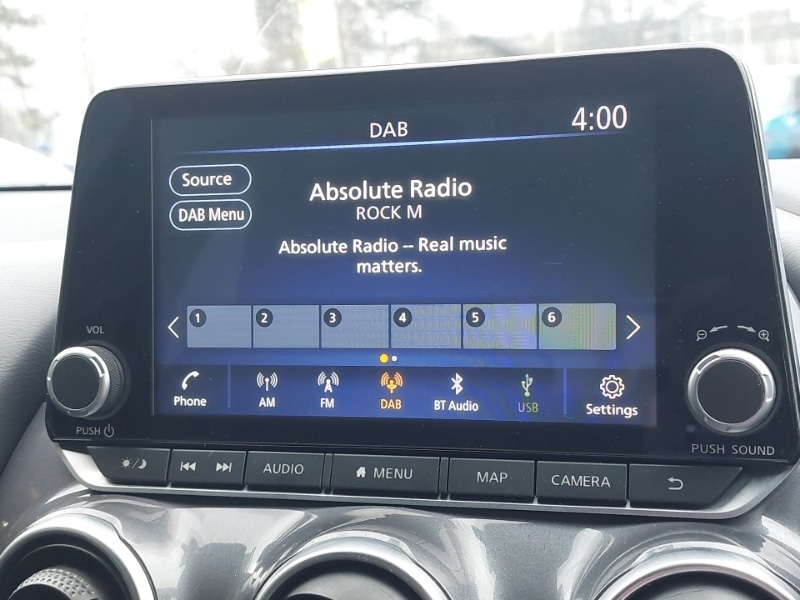 DAB
4:00
Source
DAB Menu
Absolute Radio
ROCK M
Absolute Radio -- Real music
matters.
1 2 3 4 5 6
Phone AM FM DAB BT Audio USB Settings
VOL
PUSH
PUSH SOUND
AUDIO MENU MAP CAMERA